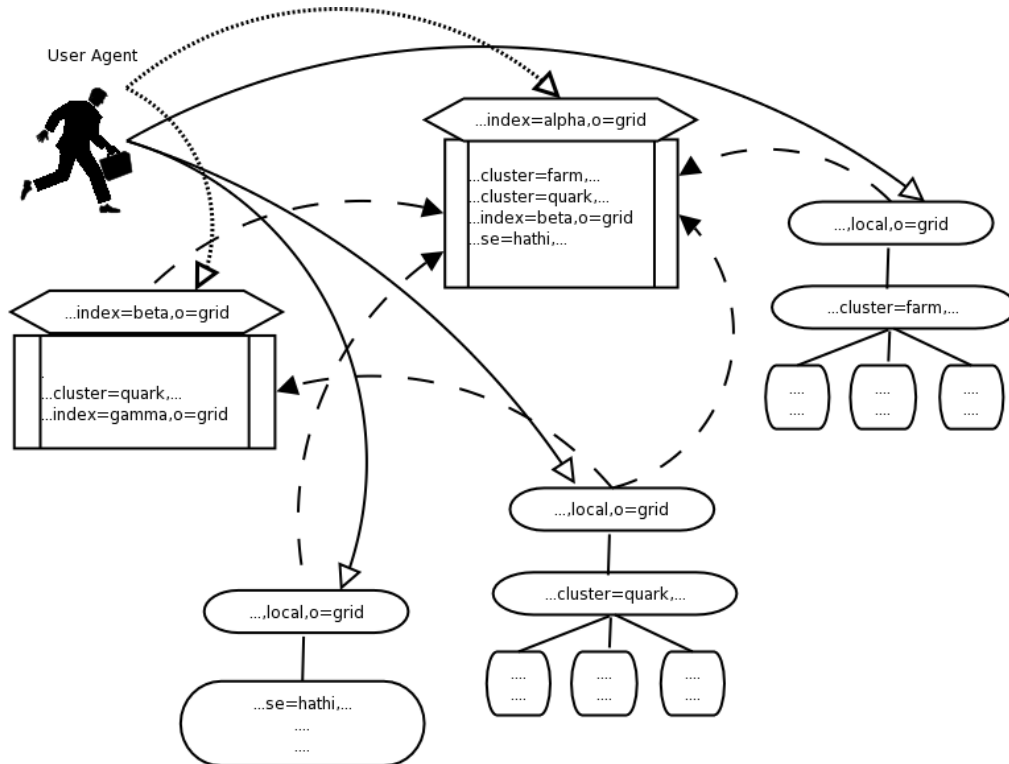 User Agent
...index=alpha,o=grid
...cluster=farm,...
...cluster=quark,...
...index=beta,o=grid
...se=hathi,...
...,local,o=grid
...cluster=farm,...
.... .... ....
.... .... ....
...index=beta,o=grid
.
...cluster=quark,...
...index=gamma,o=grid
...,local,o=grid
...cluster=quark,...
.... .... ....
.... .... ....
...,local,o=grid
...se=hathi,...
....
....